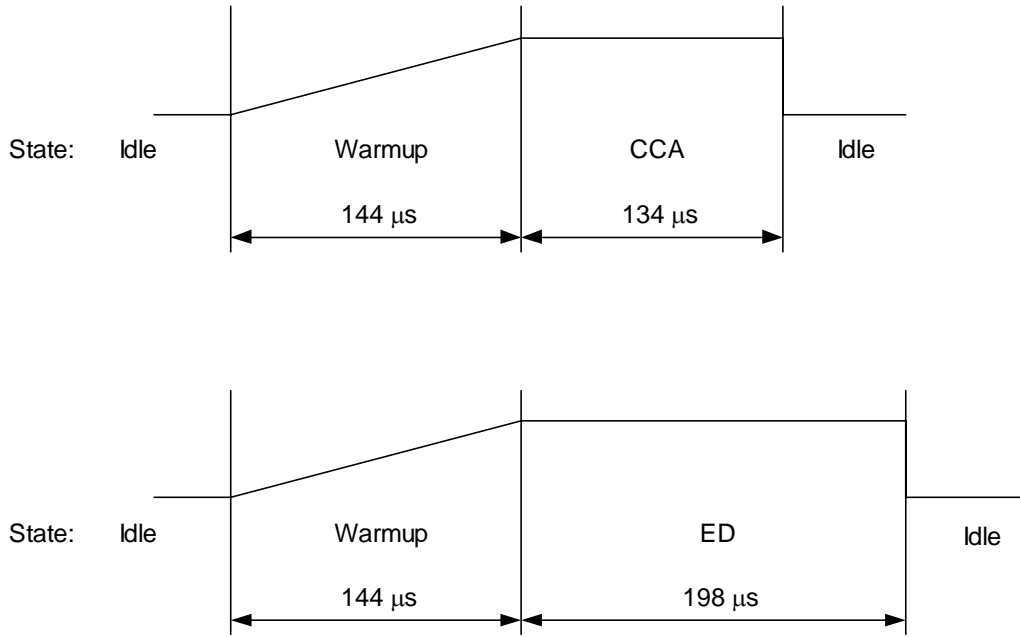 State: Idle Warmup CCA Idle
144 μs 134 μs
State: Idle Warmup ED Idle
144 μs 198 μs